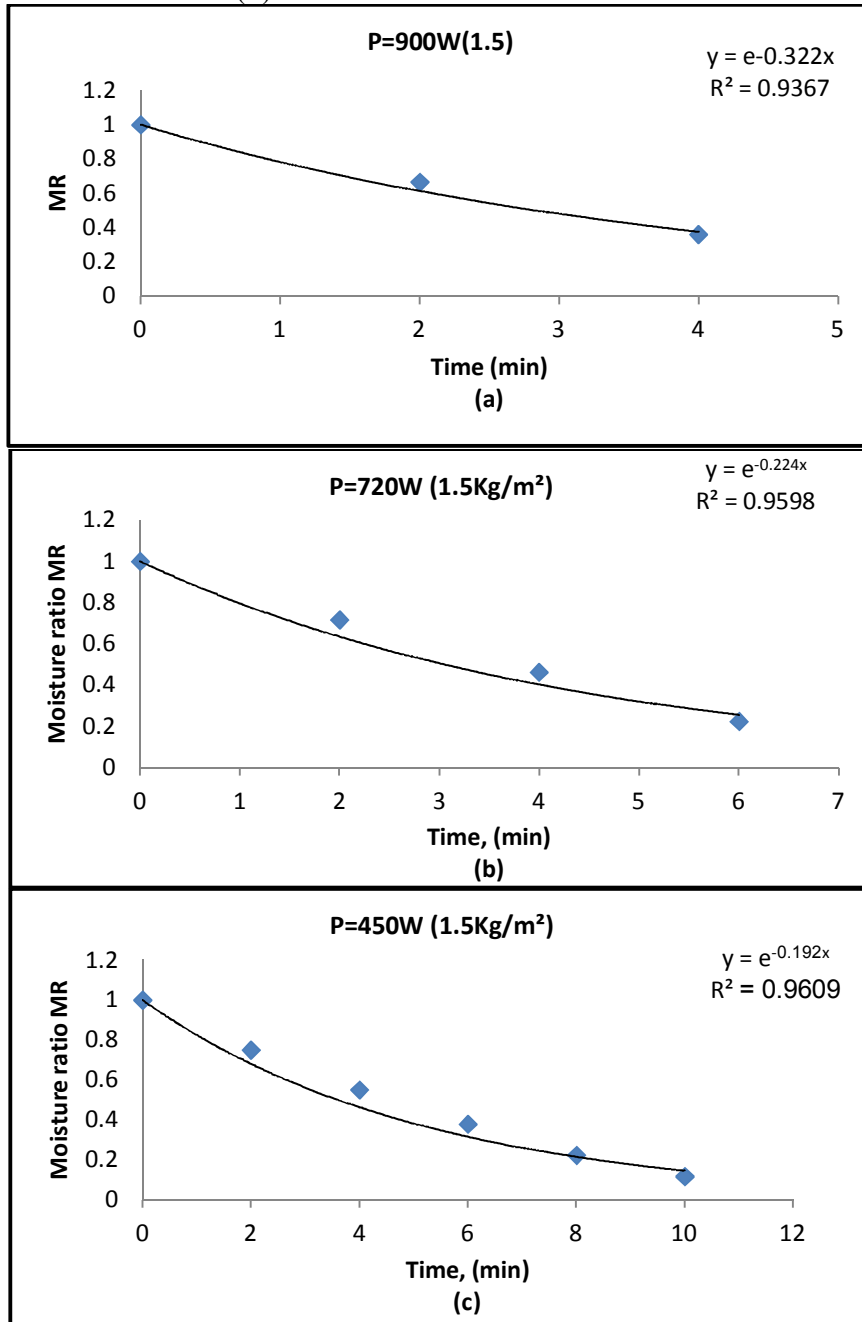 P=900W(1.5)
y = e-0.322x
R² = 0.9367
1.2
1
0.8
0.6
0.4
0.2
0
MR
0 1 2 3 4 5
Time (min)
(a)
P=720W (1.5Kg/m²)
y = e^-0.224x
R² = 0.9598
1.2
1
0.8
0.6
0.4
0.2
0
Moisture ratio MR
0 1 2 3 4 5 6 7
Time, (min)
(b)
P=450W (1.5Kg/m²)
y = e^-0.192x
R² = 0.9609
1.2
1
0.8
0.6
0.4
0.2
0
Moisture ratio MR
0 2 4 6 8 10 12
Time, (min)
(c)